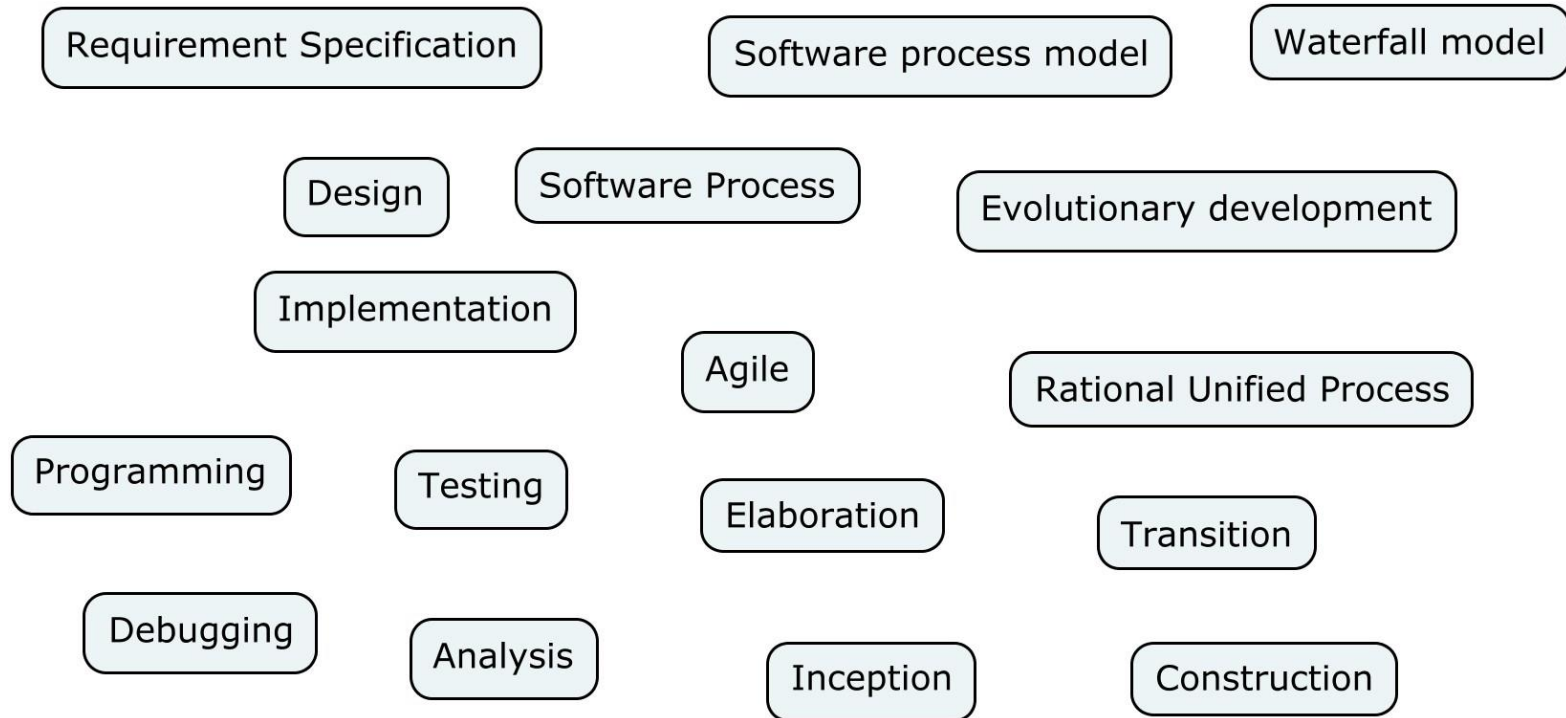 Requirement Specification
Software process model
Waterfall model
Design
Software Process
Evolutionary development
Implementation
Agile
Rational Unified Process
Programming
Testing
Elaboration
Transition
Debugging
Analysis
Inception
Construction